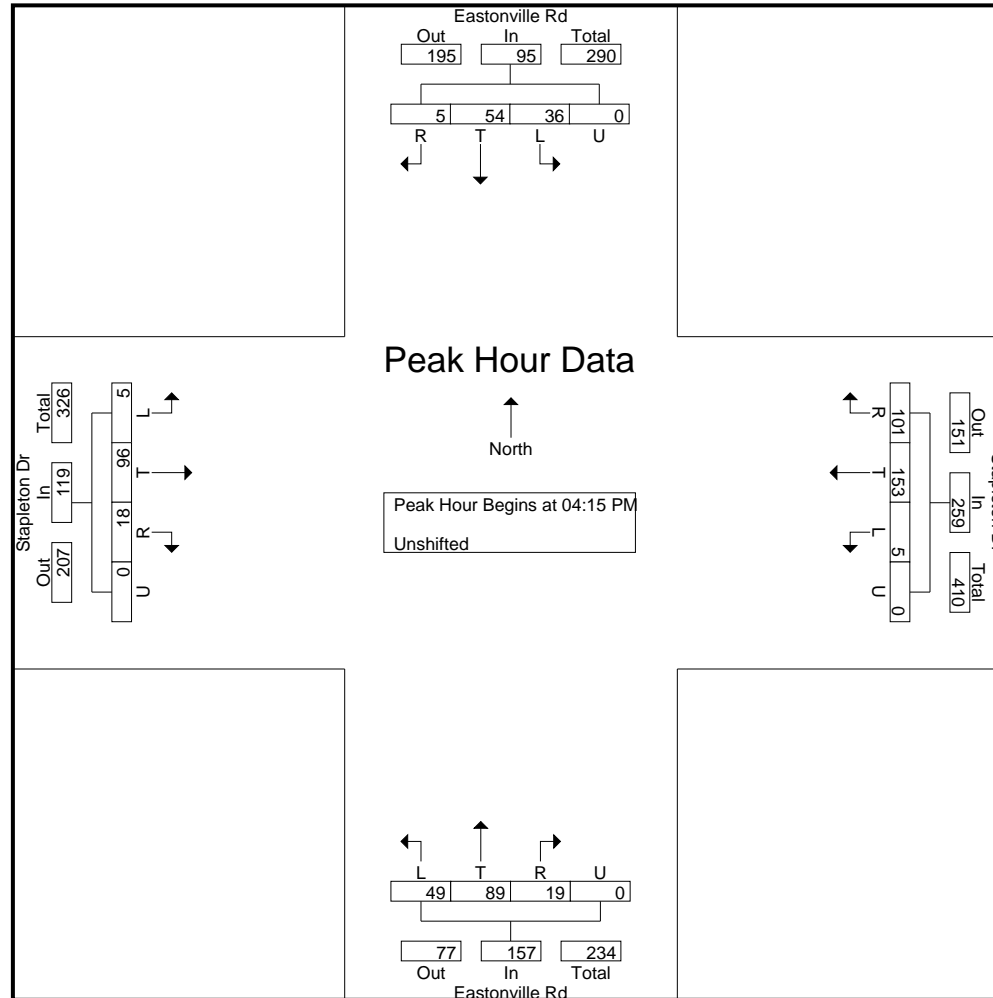 Eastonville Rd
Out In Total
195 95 290
5 54 36 0
R T L U
Peak Hour Data
North
Peak Hour Begins at 04:15 PM
Unshifted
Stapleton Dr
Total In Out
326 119 207
5 96 18 0
L T R U
Out In Total
151 259 410
101 153 5 0
R T L U
L T R U
49 89 19 0
77 157 234
Out In Total
Eastonville Rd